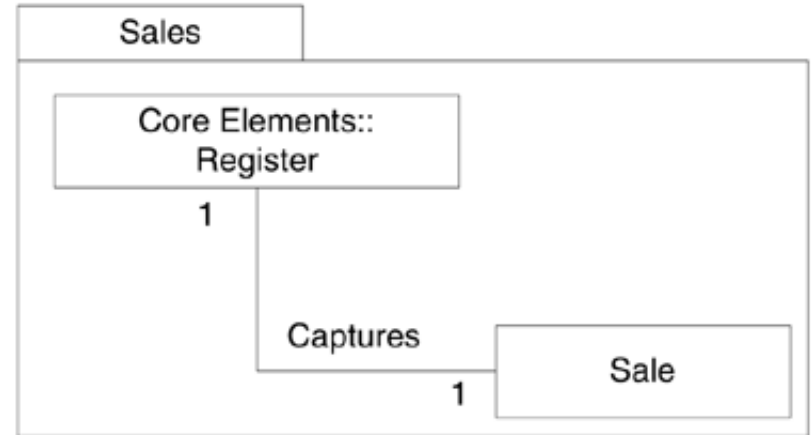 Sales
Core Elements::
Register
1
Captures
1
Sale